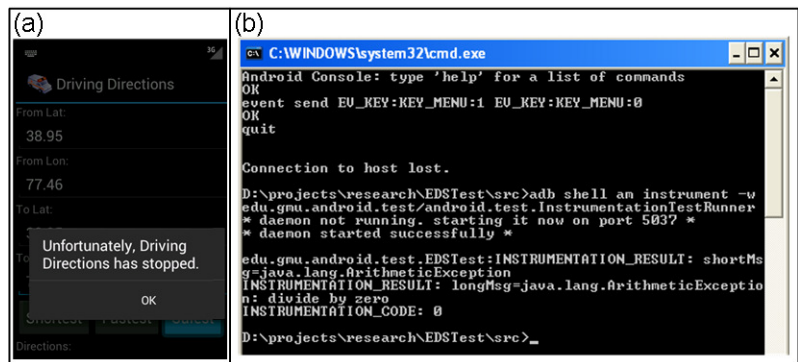 (a)
3G
Driving Directions
From Lat:
38.95
From Lon:
77.46
To Lat:
Unfortunately, Driving
Directions has stopped.
OK
Shortest Fastest Safest
Directions:
(b)
C:\WINDOWS\system32\cmd.exe
Android Console: type 'help' for a list of commands
OK
event send EV_KEY:KEY_MENU:1 EV_KEY:KEY_MENU:0
OK
quit
Connection to host lost.
D:\projects\research\EDSTest\src>adb shell am instrument -w
edu.gmu.android.test/android.test.InstrumentationTestRunner
* daemon not running. starting it now on port 5037 *
* daemon started successfully *
edu.gmu.android.test.EDSTest:INSTRUMENTATION_RESULT: shortMs
g=java.lang.ArithmeticException
INSTRUMENTATION_RESULT: longMsg=java.lang.ArithmeticExceptio
n: divide by zero
INSTRUMENTATION_CODE: 0
D:\projects\research\EDSTest\src>_